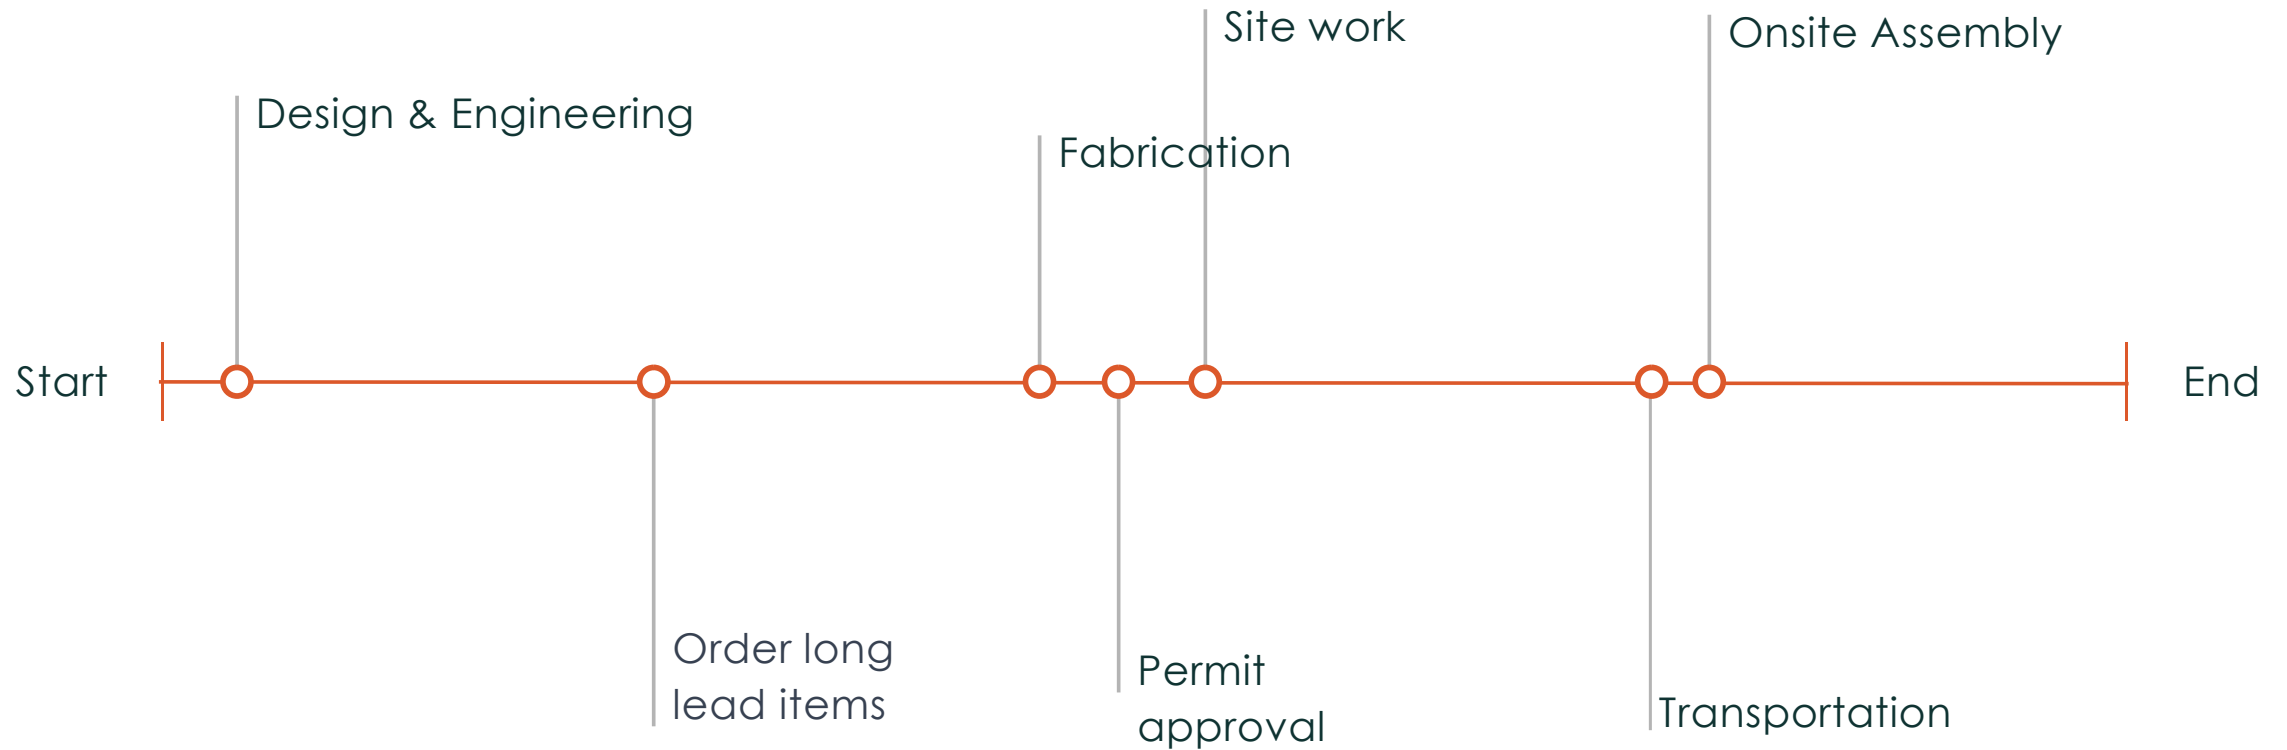 Site work
Onsite Assembly
Design & Engineering
Fabrication
Start
End
Order long
lead items
Permit
approval
Transportation